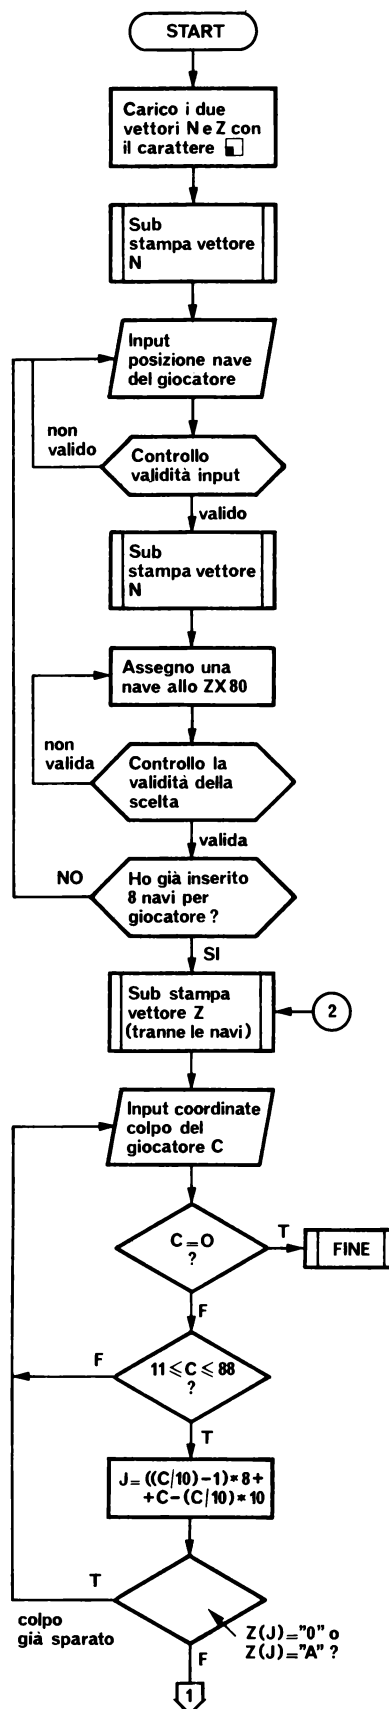 START
Carico i due
vettori N e Z con
il carattere
Sub
stampa vettore
N
Input
posizione nave
del giocatore
non
valido
Controllo
validità input
valido
Sub
stampa vettore
N
Assegno una
nave allo ZX80
non
valida
Controllo la
validità della
scelta
valida
NO
Ho già inserito
8 navi per
giocatore ?
SI
Sub stampa
vettore Z
(tranne le navi)
2
Input coordinate
colpo del
giocatore C
C=O
?
T
FINE
F
F
11 ≤ C ≤ 88
?
T
J=((C/10)-1)*8+
+C-(C/10)*10
T
colpo
già sparato
Z(J)="0" o
Z(J)="A" ?
F
1